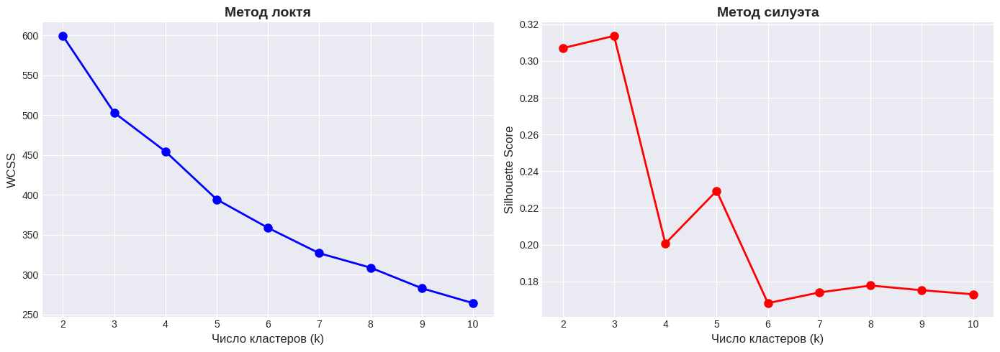 Метод локтя
WCSS
600
550
500
450
400
350
300
250
2 3 4 5 6 7 8 9 10
Число кластеров (k)
Метод силуэта
Silhouette Score
0.32
0.30
0.28
0.26
0.24
0.22
0.20
0.18
2 3 4 5 6 7 8 9 10
Число кластеров (k)